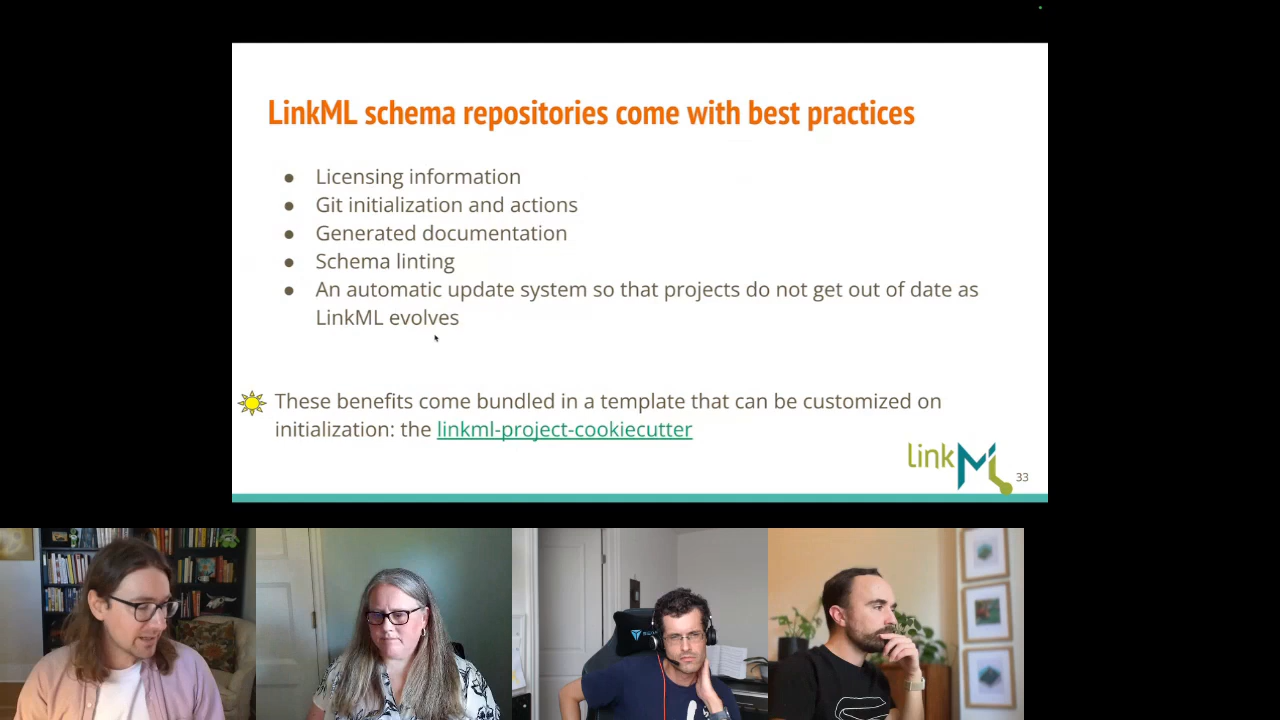 LinkML schema repositories come with best practices
● Licensing information
● Git initialization and actions
● Generated documentation
● Schema linting
● An automatic update system so that projects do not get out of date as
LinkML evolves
These benefits come bundled in a template that can be customized on
initialization: the linkml-project-cookiecutter
linkML
33